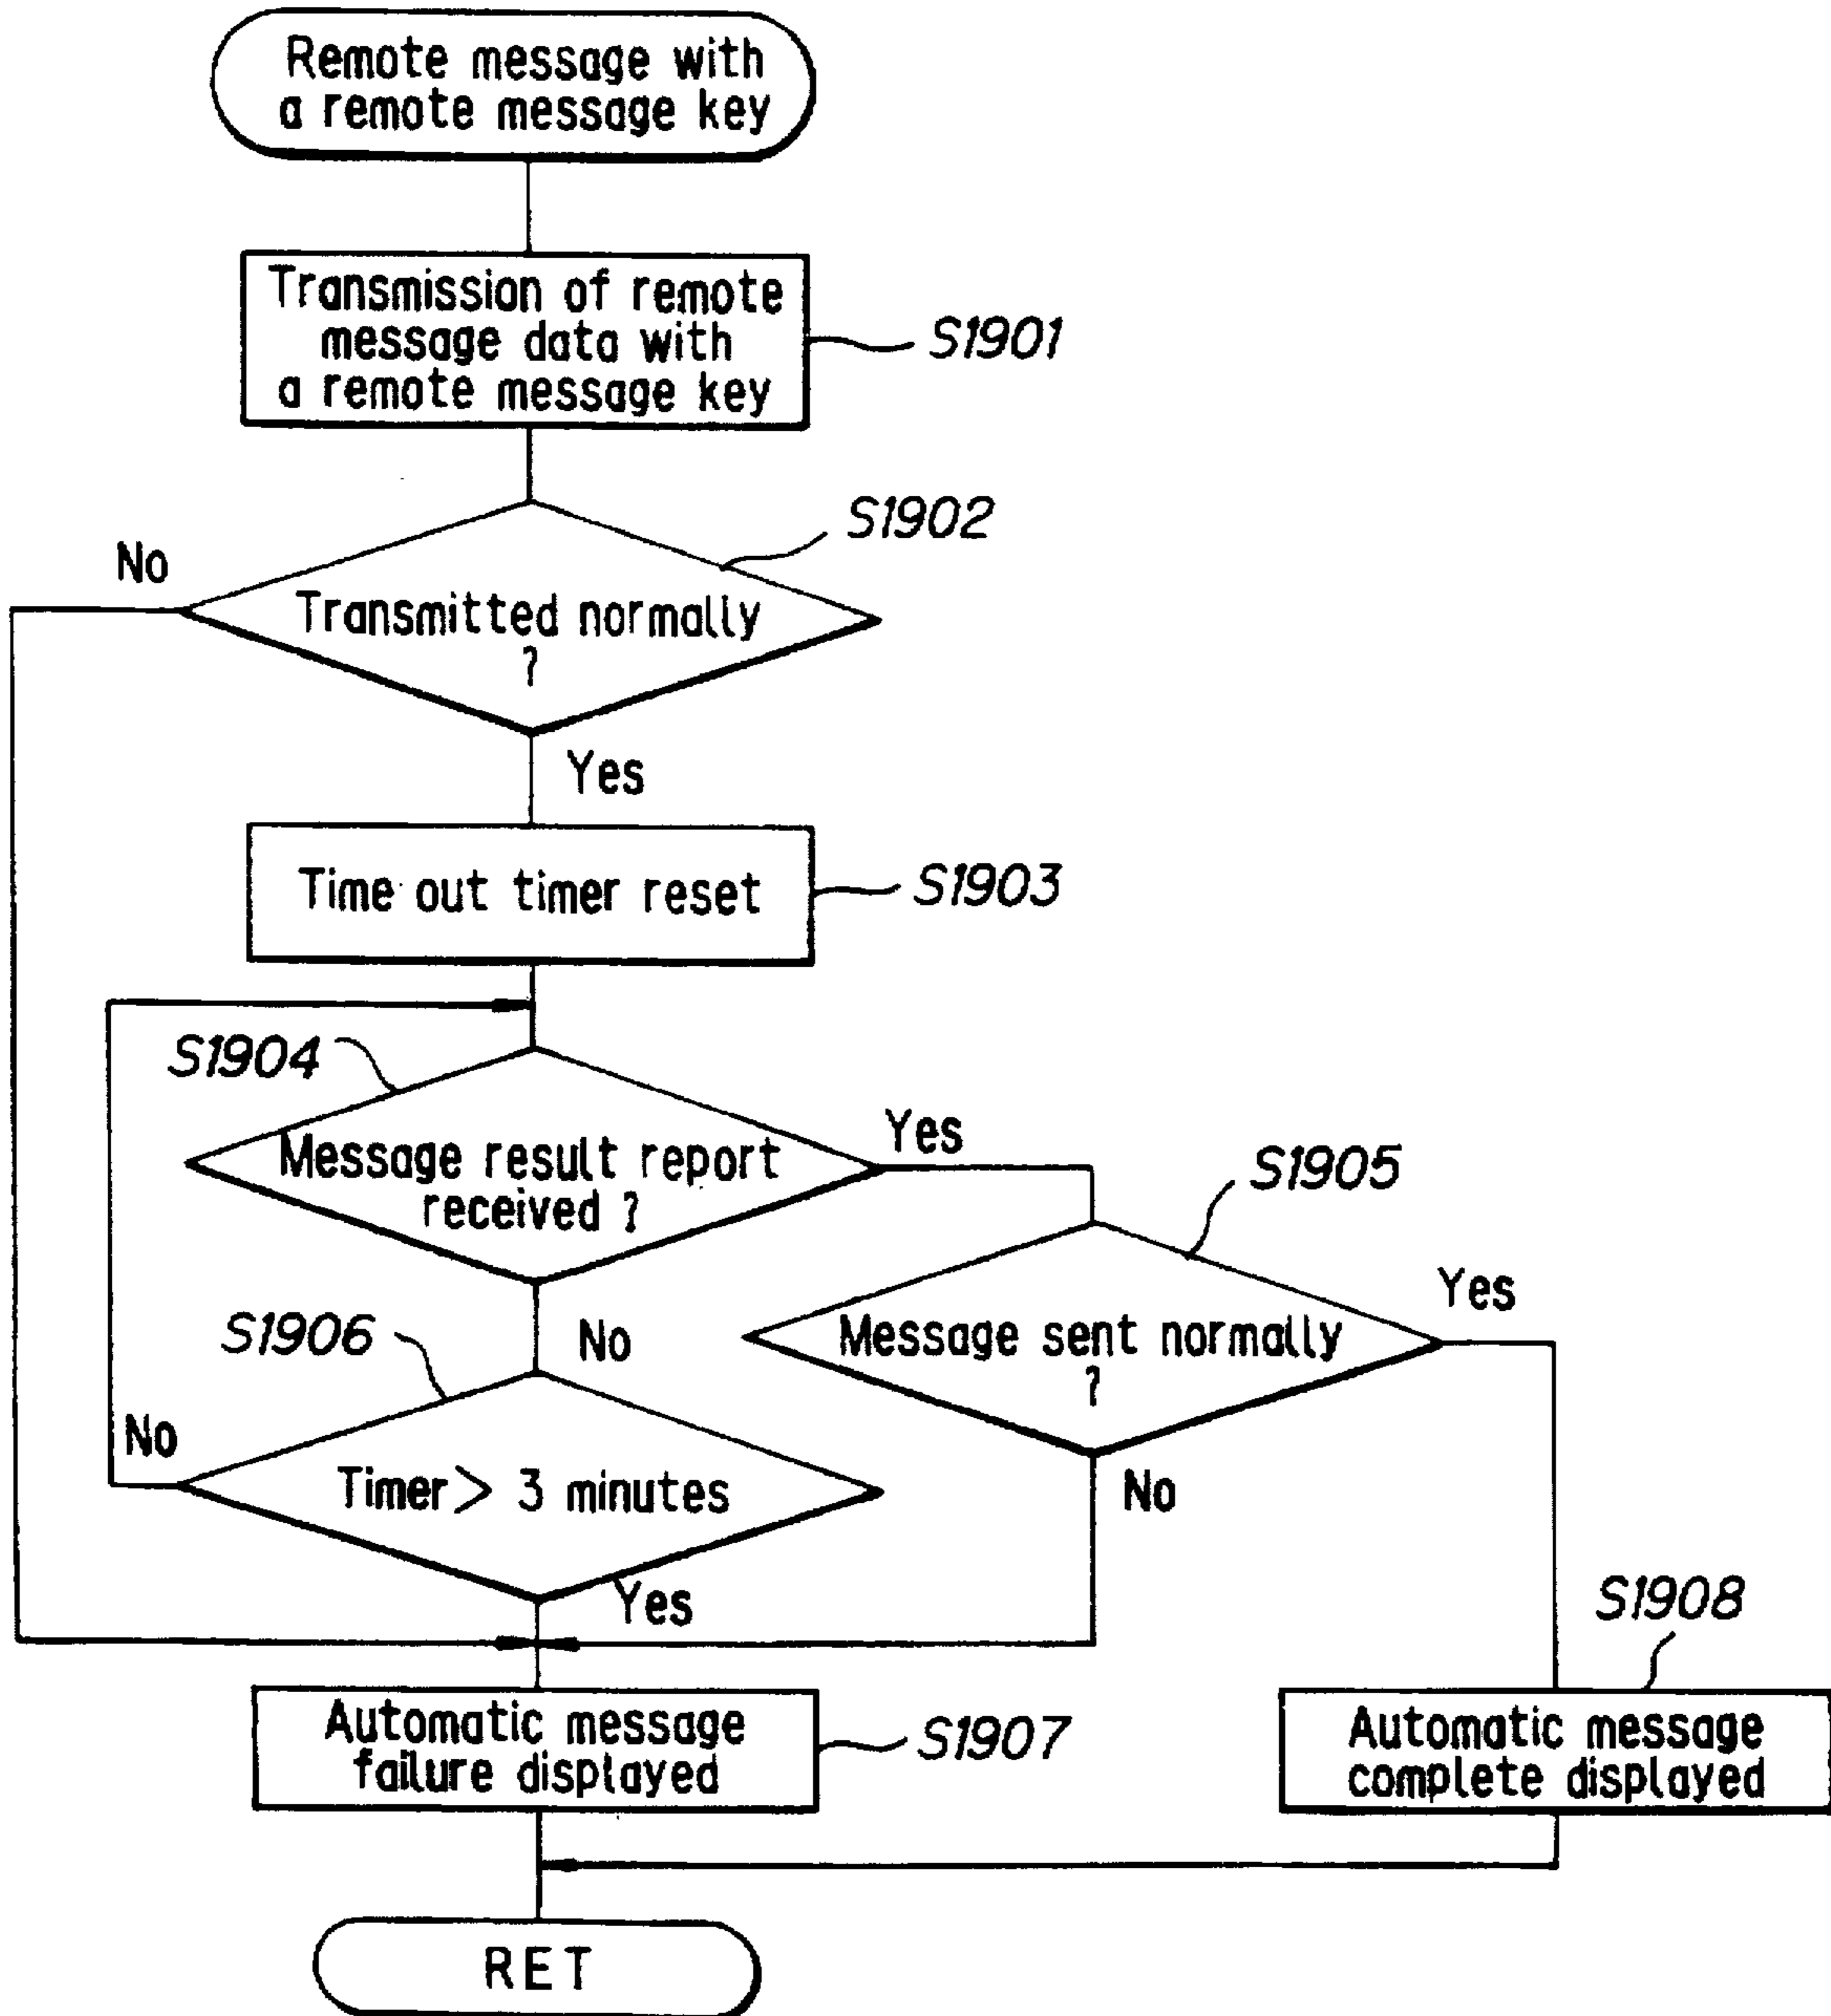 Remote message with
a remote message key
Transmission of remote
message data with
a remote message key
S1901
S1902
No
Transmitted normally
?
Yes
Time out timer reset
S1903
S1904
Message result report
received ?
Yes
S1905
S1906
No
Message sent normally
?
Yes
No
Timer > 3 minutes
No
Yes
S1908
Automatic message
failure displayed
S1907
Automatic message
complete displayed
RET